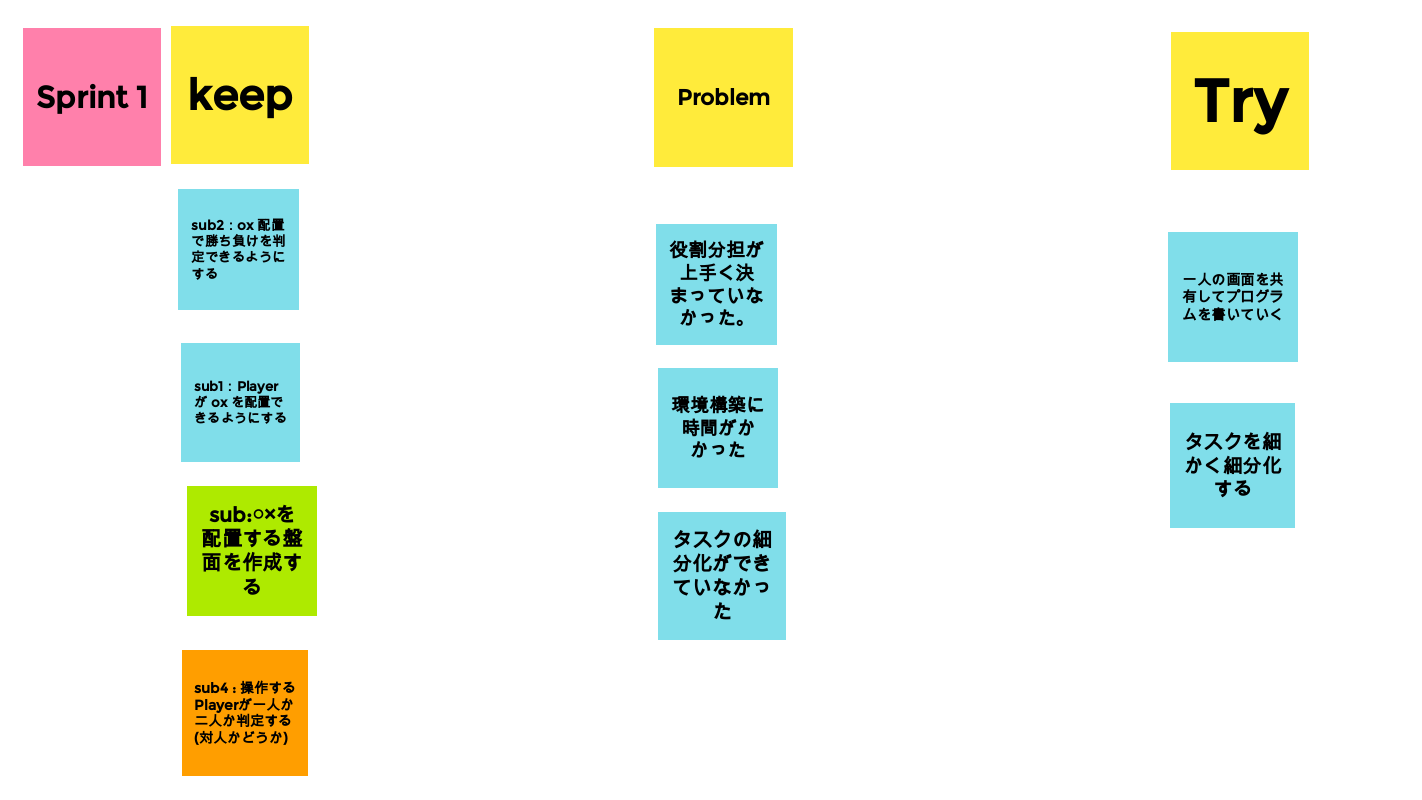 Sprint 1
keep
sub2：ox 配置
で勝ち負けを判
定できるように
する
sub1：Player
が ox を配置で
きるようにする
sub:○×を
配置する盤
面を作成す
る
sub4 : 操作する
Playerが一人か
二人か判定する
(対人かどうか)
Problem
役割分担が
上手く決
まっていな
かった。
環境構築に
時間がか
かった
タスクの細
分化ができ
ていなかっ
た
Try
一人の画面を共
有してプログラ
ムを書いていく
タスクを細
かく細分化
する